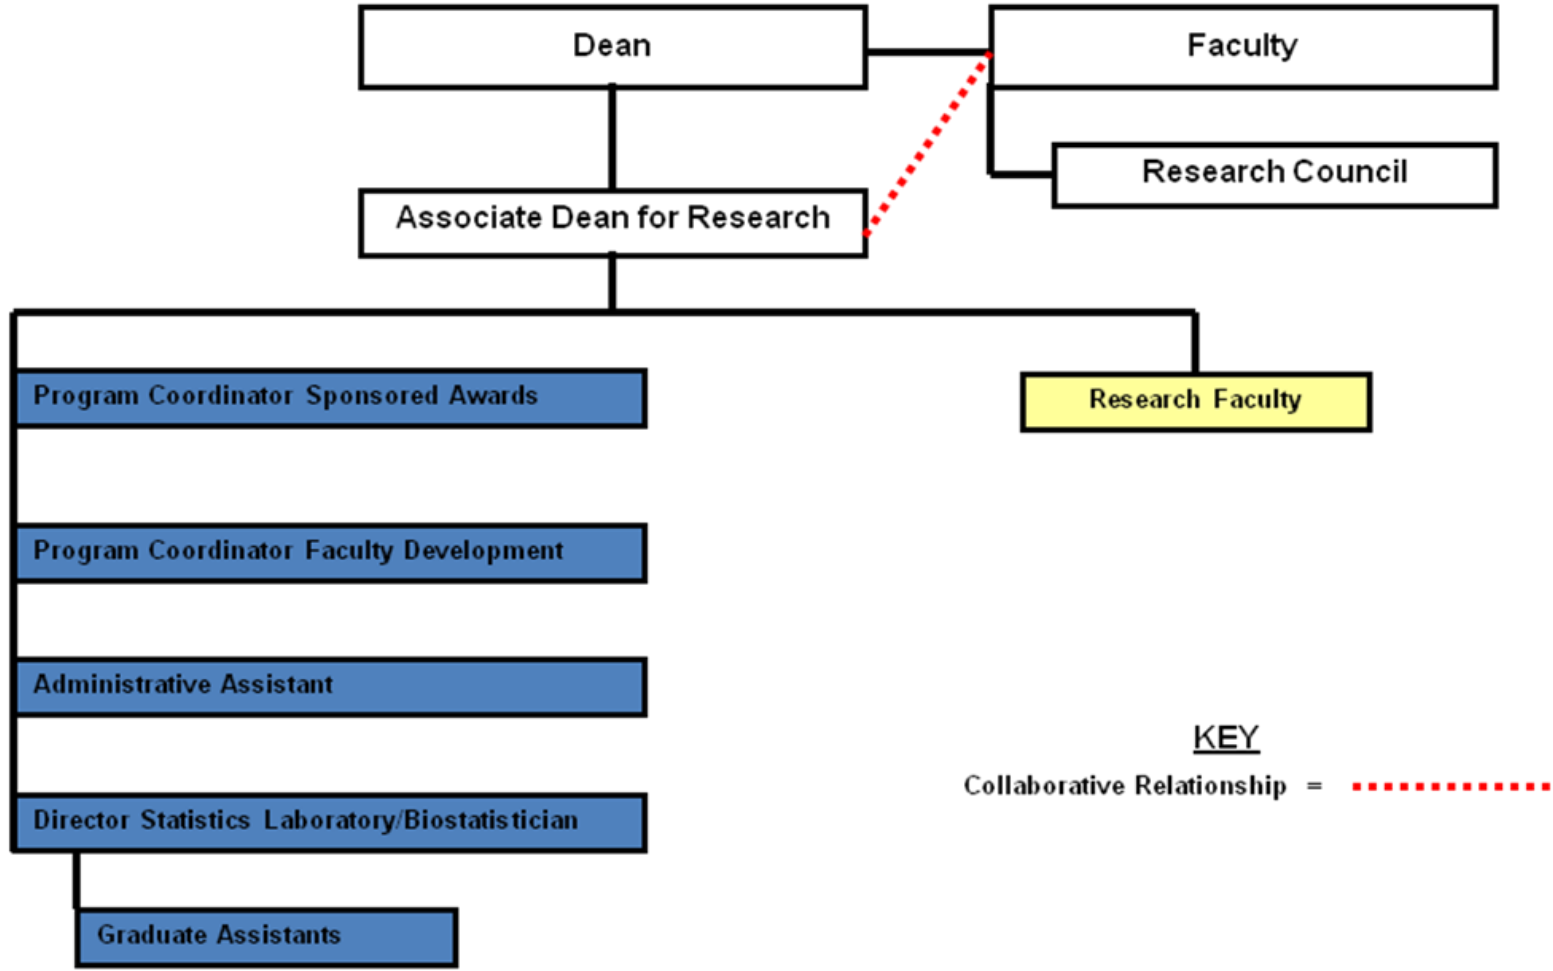 Dean
Faculty
Research Council
Associate Dean for Research
Program Coordinator Sponsored Awards
Research Faculty
Program Coordinator Faculty Development
Administrative Assistant
KEY
Collaborative Relationship =
Director Statistics Laboratory/Biostatistician
Graduate Assistants